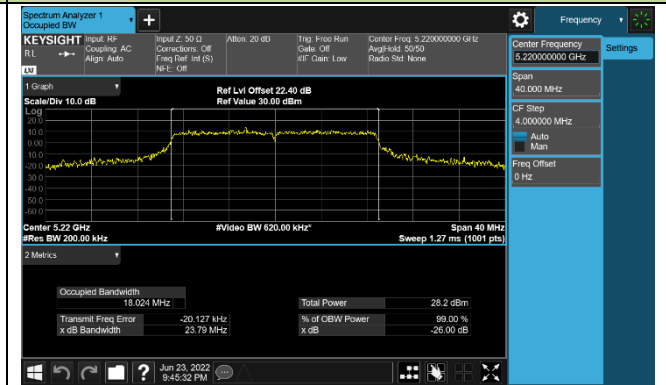 Spectrum Analyzer 1
Occupied BW
+
Frequency
KEYSIGHT
RL
LXI
Input: RF
Coupling: AC
Align: Auto
Input Z: 50 Ω
Corrections: Off
Freq Ref: Int (S)
NFE: Off
Atten: 20 dB
Trig: Free Run
Gate: Off
#IF Gain: Low
Center Freq: 5.220000000 GHz
Avg|Hold: 50/50
Radio Std: None
Center Frequency
5.220000000 GHz
Settings
Span
40.000 MHz
CF Step
4.000000 MHz
Auto
Man
Freq Offset
0 Hz
1 Graph
Scale/Div 10.0 dB
Ref Lvl Offset 22.40 dB
Ref Value 30.00 dBm
Log
20.0
10.0
0.00
-10.0
-20.0
-30.0
-40.0
-50.0
-60.0
Center 5.22 GHz
#Video BW 620.00 kHz*
Span 40 MHz
#Res BW 200.00 kHz
Sweep 1.27 ms (1001 pts)
2 Metrics
Occupied Bandwidth
18.024 MHz
Total Power 28.2 dBm
Transmit Freq Error -20.127 kHz
% of OBW Power 99.00 %
x dB Bandwidth 23.79 MHz
x dB -26.00 dB
?
Jun 23, 2022
9:45:32 PM